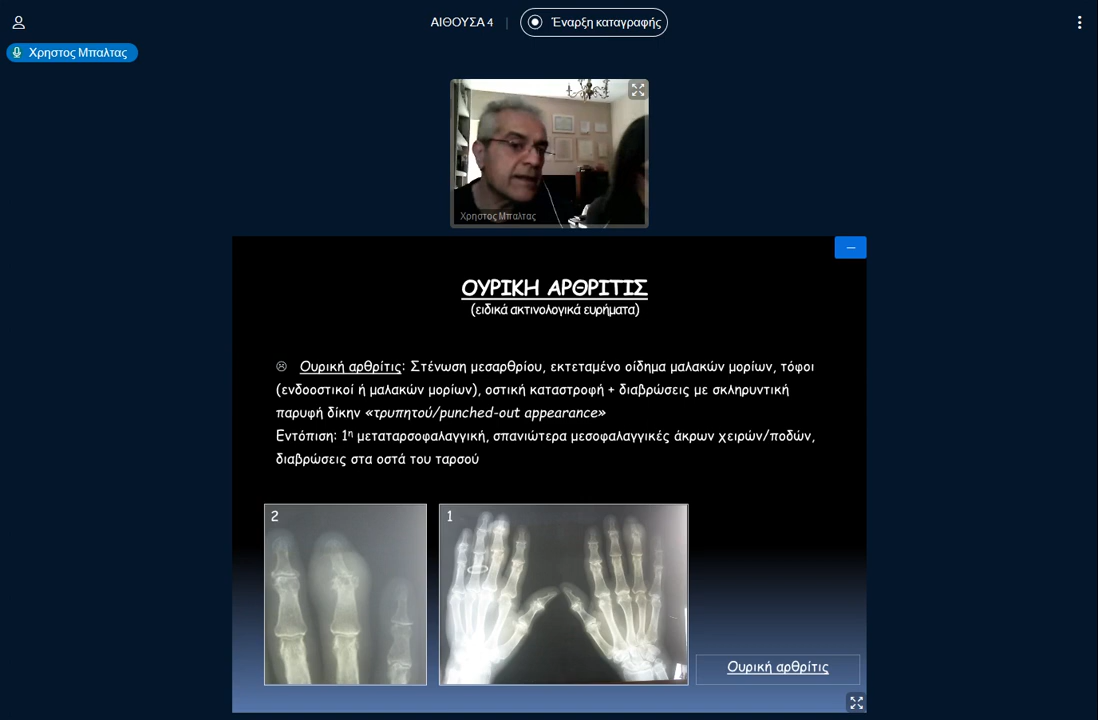 ΑΙΘΟΥΣΑ 4 | Έναρξη καταγραφής
Χρηστος Μπαλτας
Χρηστος Μπαλτας
ΟΥΡΙΚΗ ΑΡΘΡΙΤΙΣ
(ειδικά ακτινολογικά ευρήματα)
☹ Ουρική αρθρίτις: Στένωση μεσαρθρίου, εκτεταμένο οίδημα μαλακών μορίων, τόφοι
(ενδοοστικοί ή μαλακών μορίων), οστική καταστροφή + διαβρώσεις με σκληρυντική
παρυφή δίκην «τρυπητού/punched-out appearance»
Εντόπιση: 1η μεταταρσοφαλαγγική, σπανιώτερα μεσοφαλαγγικές άκρων χειρών/ποδών,
διαβρώσεις στα οστά του ταρσού
2
1
Ουρική αρθρίτις